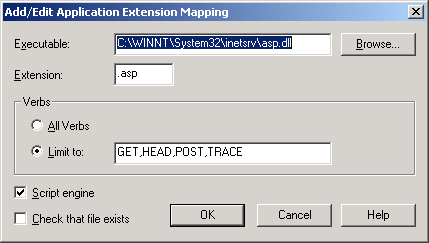 Add/Edit Application Extension Mapping
Executable: C:\WINNT\System32\inetsrv\asp.dll Browse...
Extension: .asp
Verbs
All Verbs
Limit to: GET,HEAD,POST,TRACE
Script engine
Check that file exists
OK Cancel Help